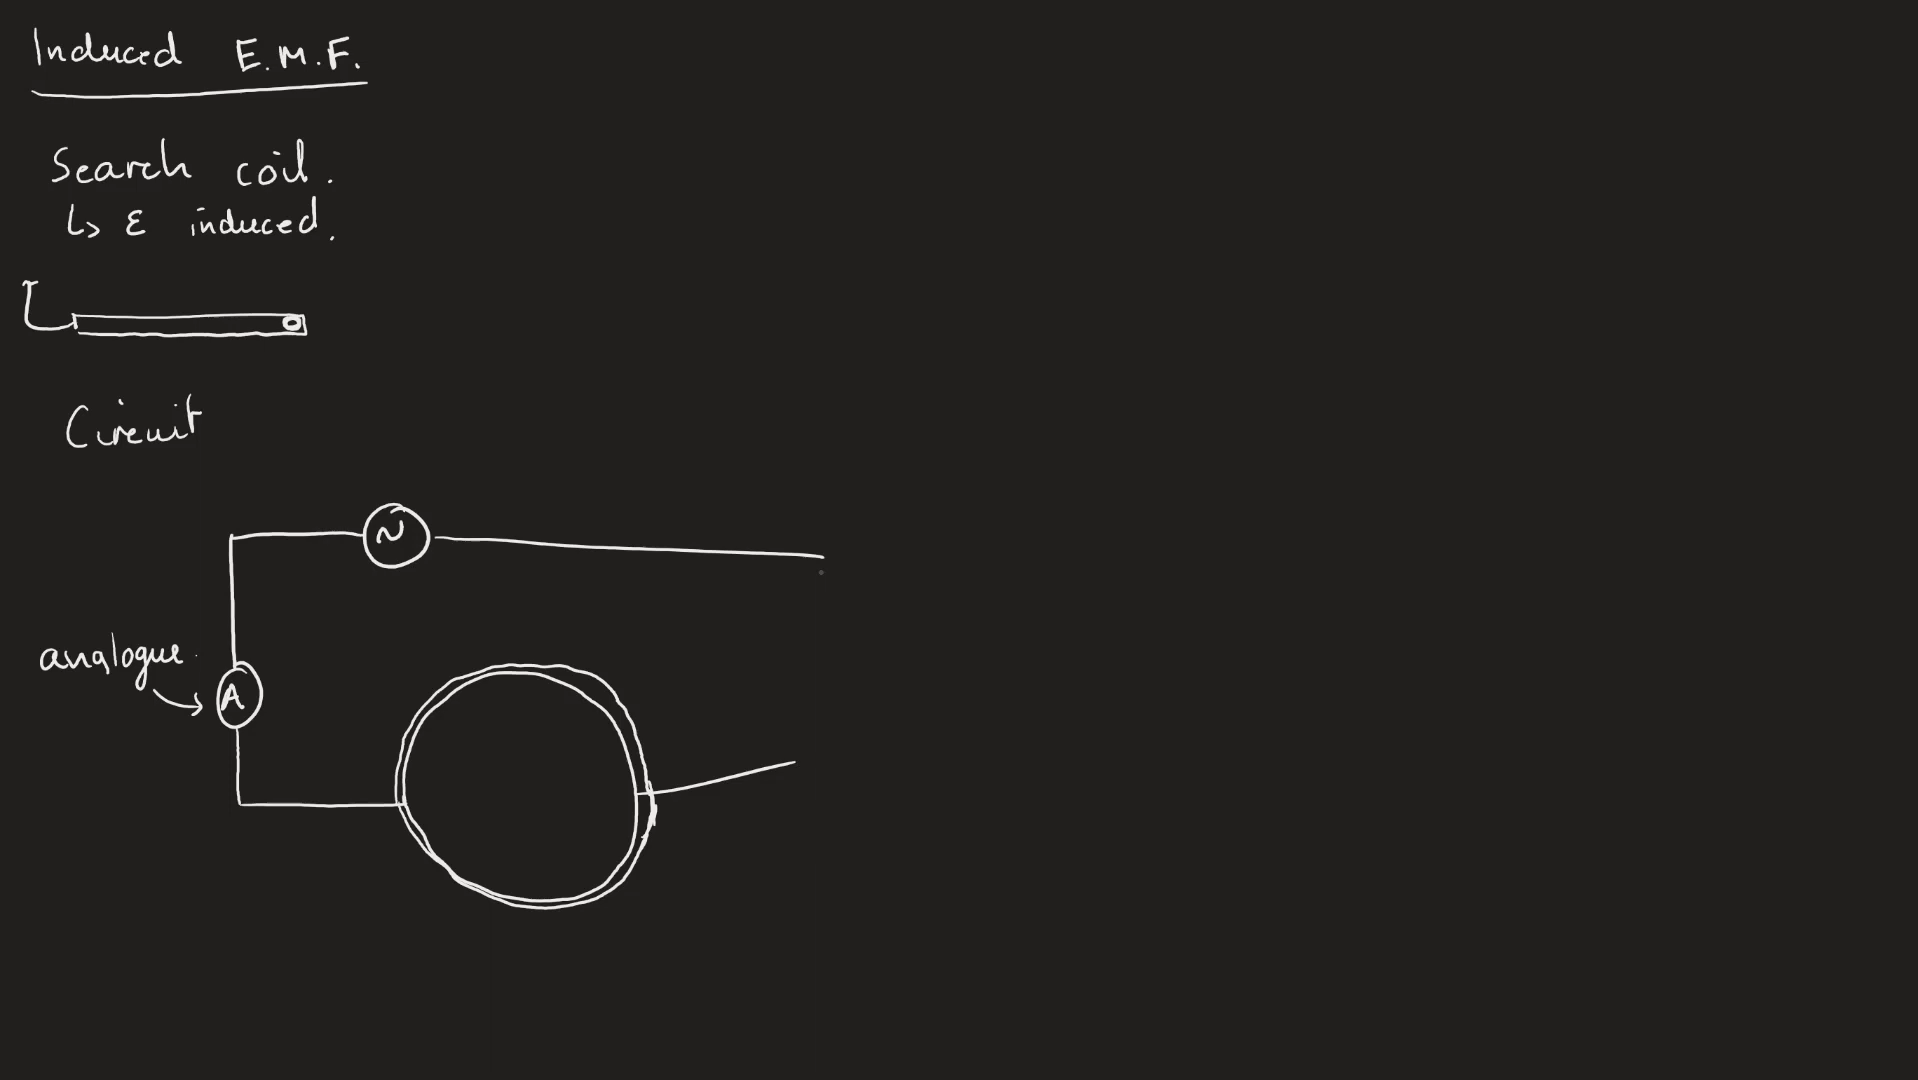 Induced E.M.F.
Search coil.
↳ ε induced.
Circuit
~
analogue
A